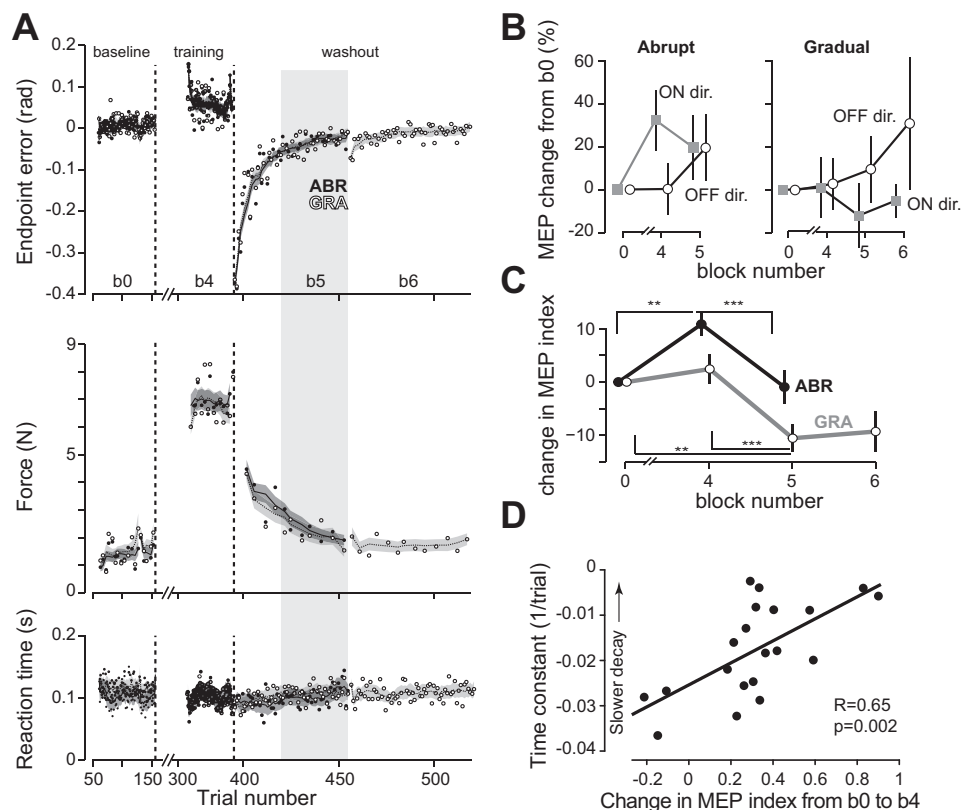 A
baseline
training
washout
Endpoint error (rad)
0.2
0.1
0
-0.1
-0.2
-0.3
-0.4
ABR
GRA
b0
b4
b5
b6
Force (N)
9
5
2
0
Reaction time (s)
0.2
0.1
0
50
150
300
400
450
500
Trial number
B
MEP change from b0 (%)
Abrupt
Gradual
60
40
20
0
-20
ON dir.
OFF dir.
OFF dir.
ON dir.
0
4
5
0
4
5
6
block number
C
change in MEP index
10
0
−10
**
***
ABR
GRA
**
***
0
4
5
6
block number
D
Time constant (1/trial)
Slower decay
0
-0.01
-0.02
-0.03
-0.04
R=0.65
p=0.002
-0.2
0
0.2
0.4
0.6
0.8
1
Change in MEP index from b0 to b4